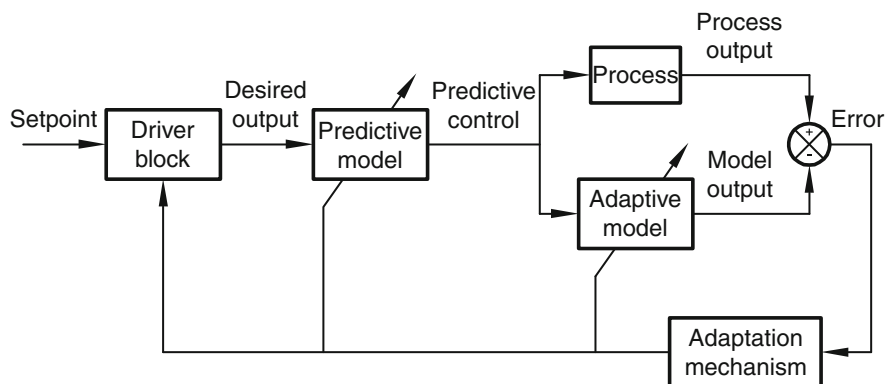 Setpoint
Driver
block
Desired
output
Predictive
model
Predictive
control
Process
Process
output
+
-
Error
Adaptive
model
Model
output
Adaptation
mechanism